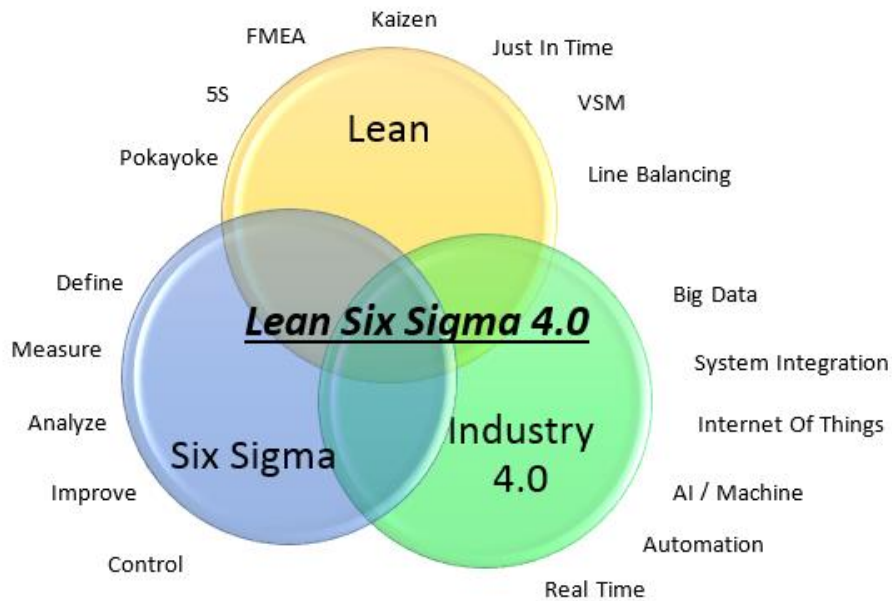 Kaizen
FMEA
Just In Time
5S
VSM
Lean
Pokayoke
Line Balancing
Define
Big Data
Lean Six Sigma 4.0
Measure
System Integration
Analyze
Internet Of Things
Six Sigma
Industry
4.0
Improve
AI / Machine
Control
Automation
Real Time